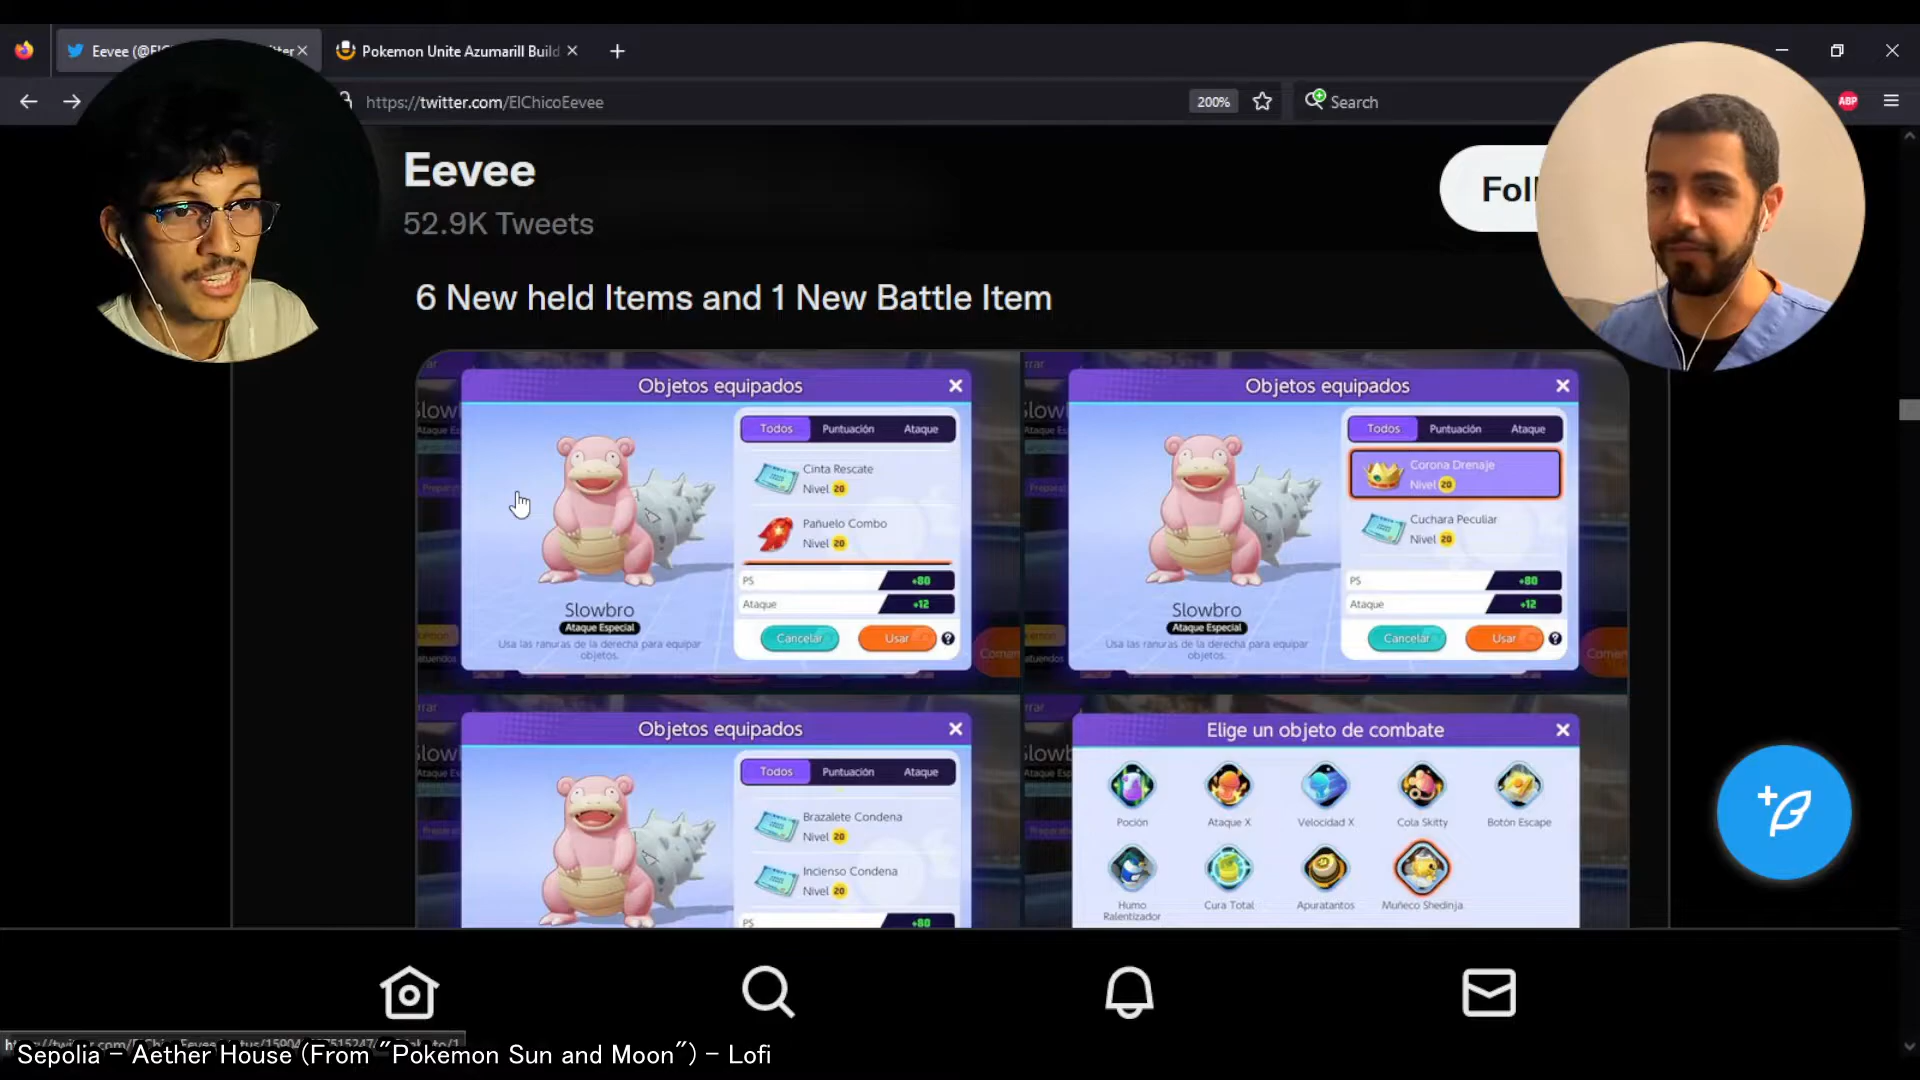 Eevee (@ElC
tter
Pokemon Unite Azumarill Build
https://twitter.com/ElChicoEevee
200%
Search
ABP
Eevee
52.9K Tweets
6 New held Items and 1 New Battle Item
Objetos equipados
Todos Puntuación Ataque
Cinta Rescate
Nivel 20
Pañuelo Combo
Nivel 20
PS +80
Ataque +12
Slowbro
Ataque Especial
Usa las ranuras de la derecha para equipar
objetos.
Cancelar Usar ?
Objetos equipados
Todos Puntuación Ataque
Corona Drenaje
Nivel 20
Cuchara Peculiar
Nivel 20
PS +80
Ataque +12
Slowbro
Ataque Especial
Usa las ranuras de la derecha para equipar
objetos.
Cancelar Usar ?
Objetos equipados
Todos Puntuación Ataque
Brazalete Condena
Nivel 20
Incienso Condena
Nivel 20
PS +80
Elige un objeto de combate
Poción Ataque X Velocidad X Cola Skitty Botón Escape
Humo Ralentizador Cura Total Apuratantos Muñeco Shedinja
Sepolia - Aether House (From "Pokemon Sun and Moon") - Lofi